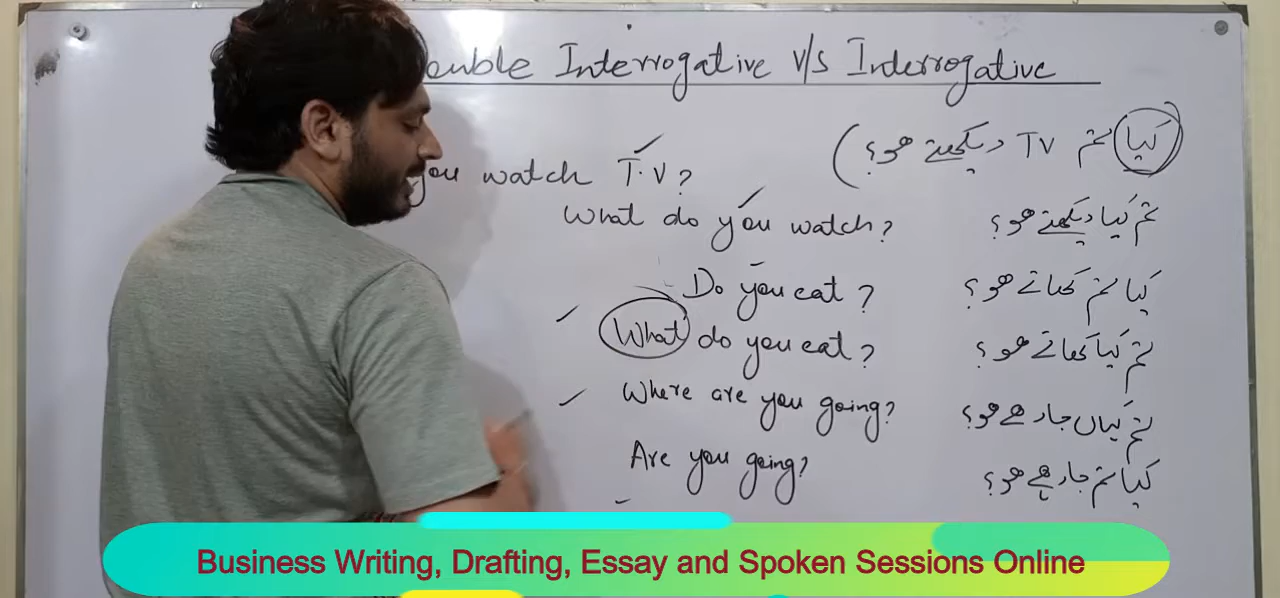 ouble Interrogative V/S Interrogative
you watch T.V?
(کیا تم TV دیکھتے ہو؟
What do you watch?
تم کیا دیکھتے ہو؟
Do you eat?
کیا تم کھاتے ہو؟
What do you eat?
تم کیا کھاتے ہو؟
Where are you going?
تم کہاں جا رہے ہو؟
Are you going?
کیا تم جا رہے ہو؟
Business Writing, Drafting, Essay and Spoken Sessions Online